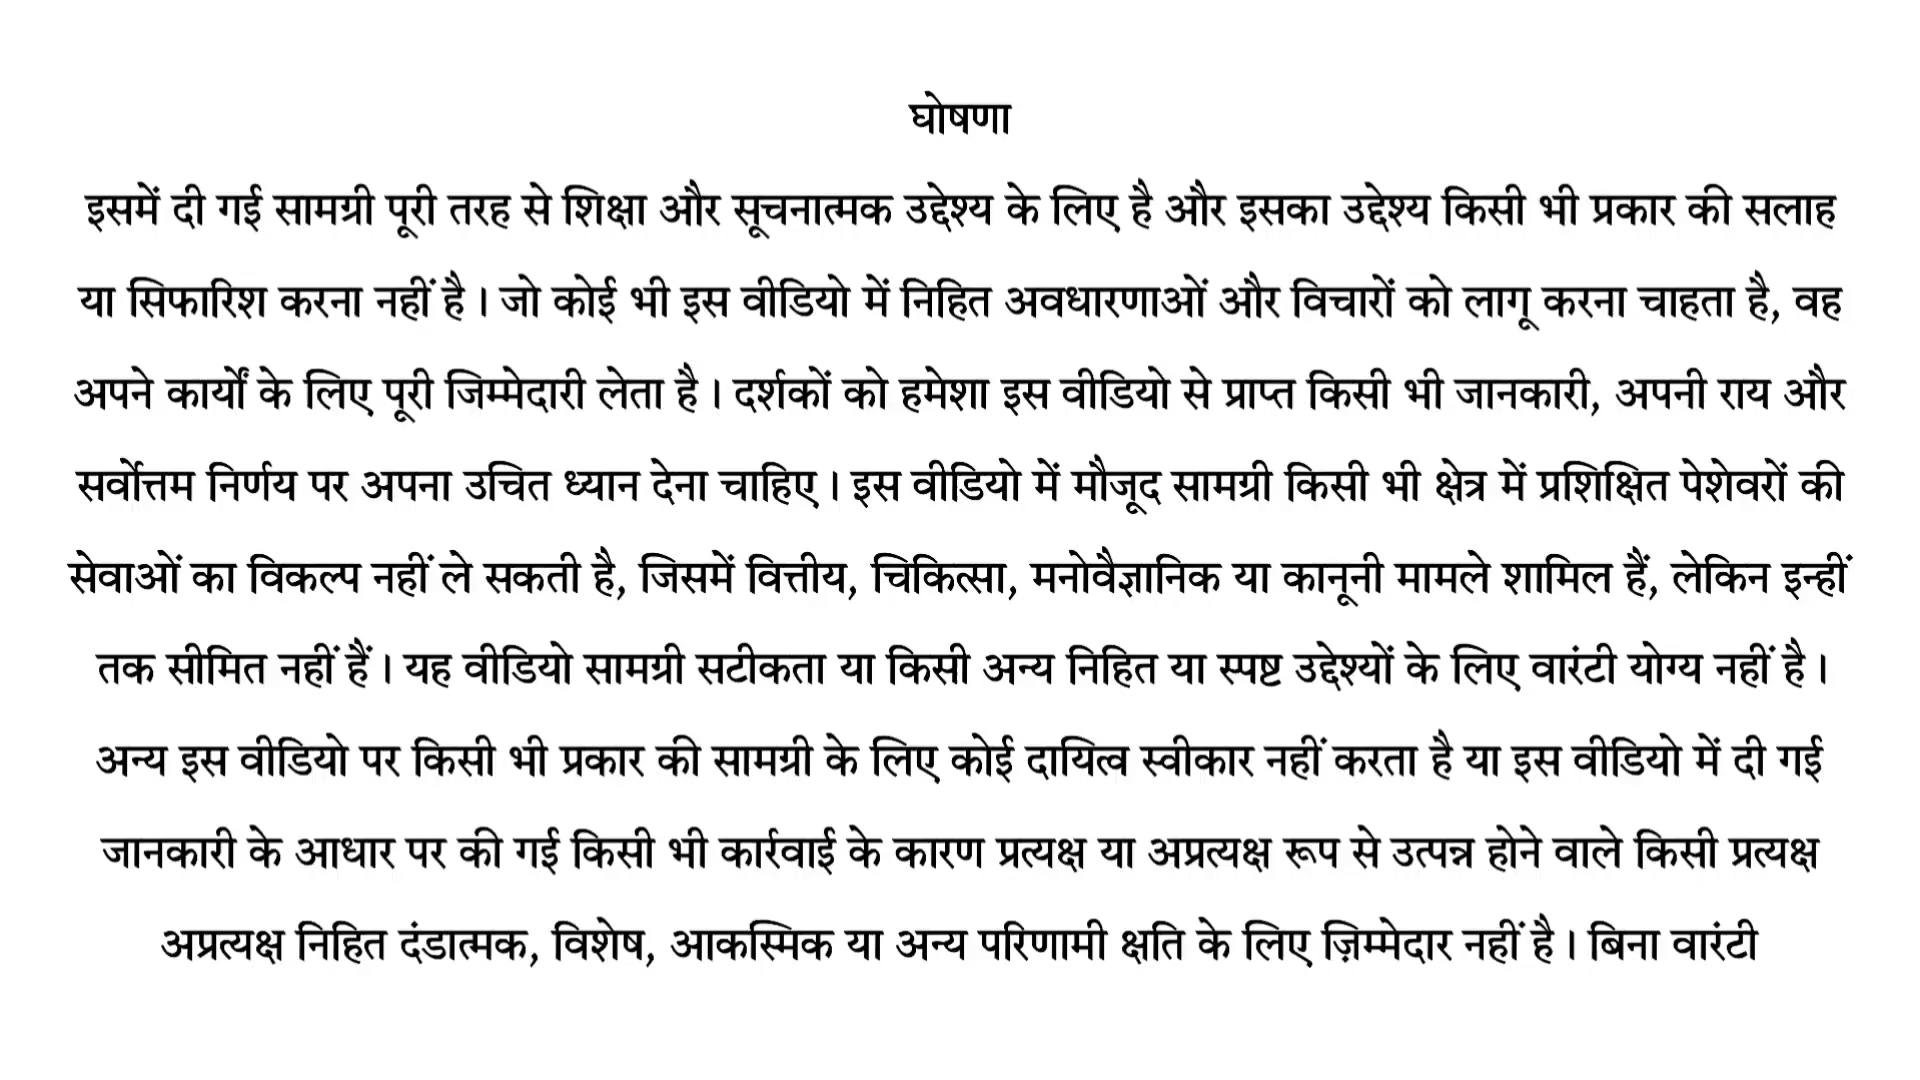 घोषणा
इसमें दी गई सामग्री पूरी तरह से शिक्षा और सूचनात्मक उद्देश्य के लिए है और इसका उद्देश्य किसी भी प्रकार की सलाह
या सिफारिश करना नहीं है । जो कोई भी इस वीडियो में निहित अवधारणाओं और विचारों को लागू करना चाहता है, वह
अपने कार्यों के लिए पूरी जिम्मेदारी लेता है । दर्शकों को हमेशा इस वीडियो से प्राप्त किसी भी जानकारी, अपनी राय और
सर्वोत्तम निर्णय पर अपना उचित ध्यान देना चाहिए । इस वीडियो में मौजूद सामग्री किसी भी क्षेत्र में प्रशिक्षित पेशेवरों की
सेवाओं का विकल्प नहीं ले सकती है, जिसमें वित्तीय, चिकित्सा, मनोवैज्ञानिक या कानूनी मामले शामिल हैं, लेकिन इन्हीं
तक सीमित नहीं हैं । यह वीडियो सामग्री सटीकता या किसी अन्य निहित या स्पष्ट उद्देश्यों के लिए वारंटी योग्य नहीं है ।
अन्य इस वीडियो पर किसी भी प्रकार की सामग्री के लिए कोई दायित्व स्वीकार नहीं करता है या इस वीडियो में दी गई
जानकारी के आधार पर की गई किसी भी कार्रवाई के कारण प्रत्यक्ष या अप्रत्यक्ष रूप से उत्पन्न होने वाले किसी प्रत्यक्ष
अप्रत्यक्ष निहित दंडात्मक, विशेष, आकस्मिक या अन्य परिणामी क्षति के लिए ज़िम्मेदार नहीं है । बिना वारंटी